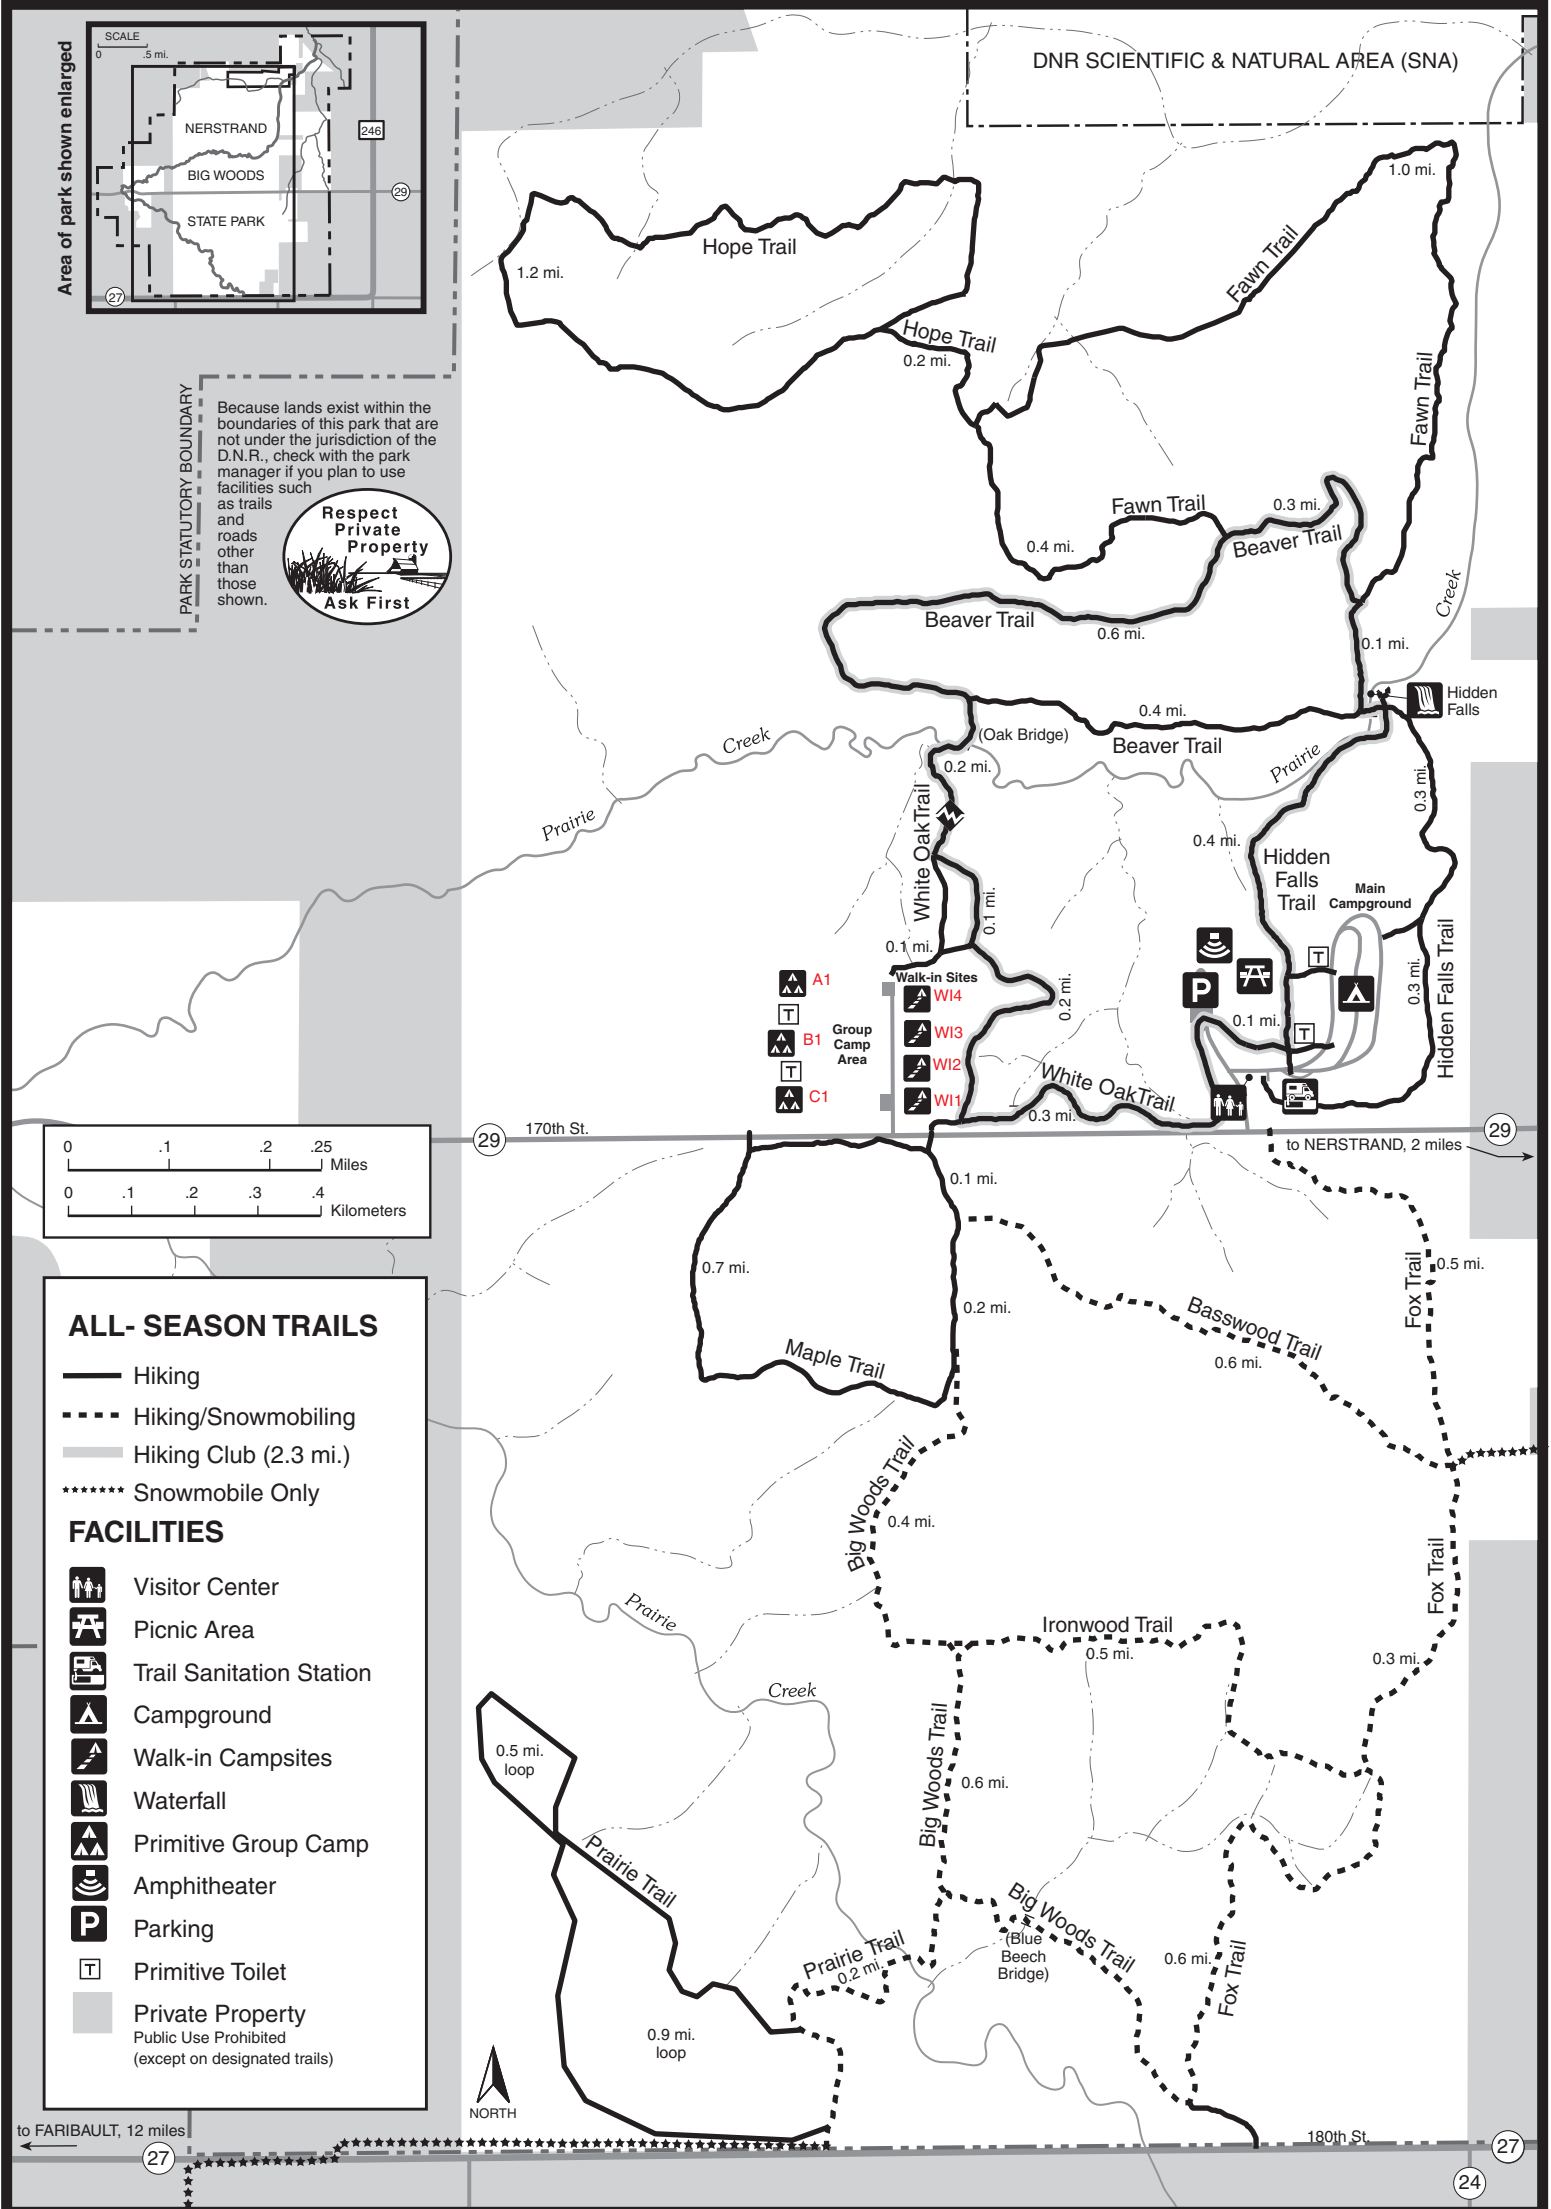 SCALE
0 .5 mi.
Area of park shown enlarged
NERSTRAND
BIG WOODS
STATE PARK
246
29
27
DNR SCIENTIFIC & NATURAL AREA (SNA)
1.0 mi.
Hope Trail
1.2 mi.
Fawn Trail
Hope Trail
0.2 mi.
Fawn Trail
PARK STATUTORY BOUNDARY
Because lands exist within the
boundaries of this park that are
not under the jurisdiction of the
D.N.R., check with the park
manager if you plan to use
facilities such
as trails
and
roads
other
than
those
shown.
Respect
Private
Property
Ask First
Fawn Trail
0.3 mi.
0.4 mi.
Beaver Trail
Creek
Beaver Trail
0.6 mi.
0.1 mi.
Hidden
Falls
0.4 mi.
(Oak Bridge)
Beaver Trail
Creek
Prairie
0.2 mi.
0.3 mi.
Prairie
White OakTrail
0.4 mi.
Hidden
Falls
Trail
Main
Campground
0.1 mi.
0.1 mi.
Hidden Falls Trail
T
Walk-in Sites
A1
WI4
0.2 mi.
P
0.3 mi.
T
0.1 mi.
T
B1
Group
Camp
Area
WI3
WI2
T
C1
WI1
White OakTrail
0.3 mi.
29
170th St.
29
to NERSTRAND, 2 miles
0 .1 .2 .25
Miles
0 .1 .2 .3 .4
Kilometers
0.1 mi.
0.7 mi.
0.2 mi.
Fox Trail
0.5 mi.
Basswood Trail
0.6 mi.
Maple Trail
ALL- SEASON TRAILS
Hiking
Hiking/Snowmobiling
Hiking Club (2.3 mi.)
Snowmobile Only
FACILITIES
Visitor Center
Picnic Area
Trail Sanitation Station
Campground
Walk-in Campsites
Waterfall
Primitive Group Camp
Amphitheater
P Parking
T Primitive Toilet
Private Property
Public Use Prohibited
(except on designated trails)
Big Woods Trail
0.4 mi.
Fox Trail
Prairie
Ironwood Trail
0.5 mi.
0.3 mi.
Creek
0.5 mi.
loop
Big Woods Trail
0.6 mi.
Prairie Trail
Big Woods Trail
(Blue
Beech
Bridge)
Prairie Trail
0.2 mi.
0.6 mi.
Fox Trail
0.9 mi.
loop
NORTH
to FARIBAULT, 12 miles
27
180th St.
27
24